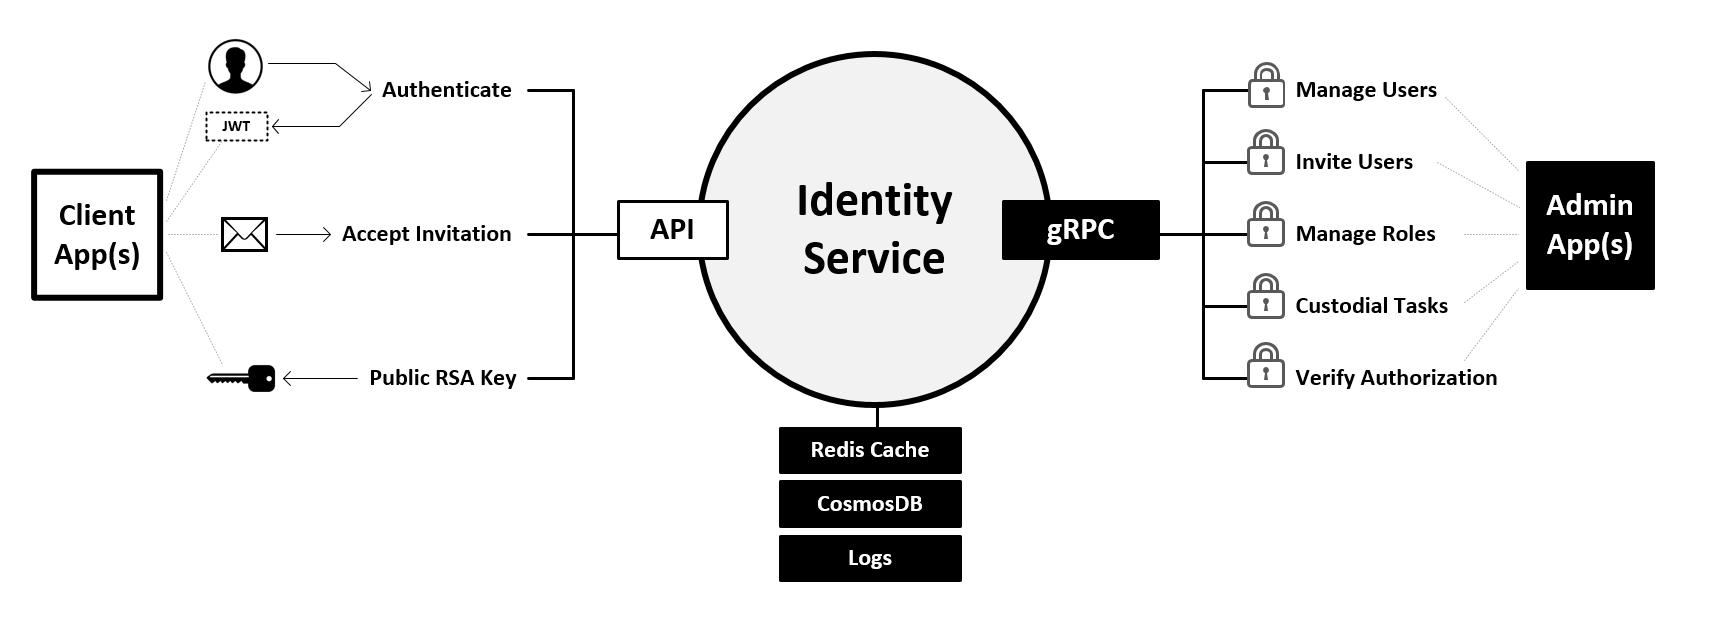 Authenticate
JWT
Client
App(s)
Accept Invitation
Public RSA Key
API
Identity
Service
gRPC
Redis Cache
CosmosDB
Logs
Manage Users
Invite Users
Manage Roles
Custodial Tasks
Verify Authorization
Admin
App(s)